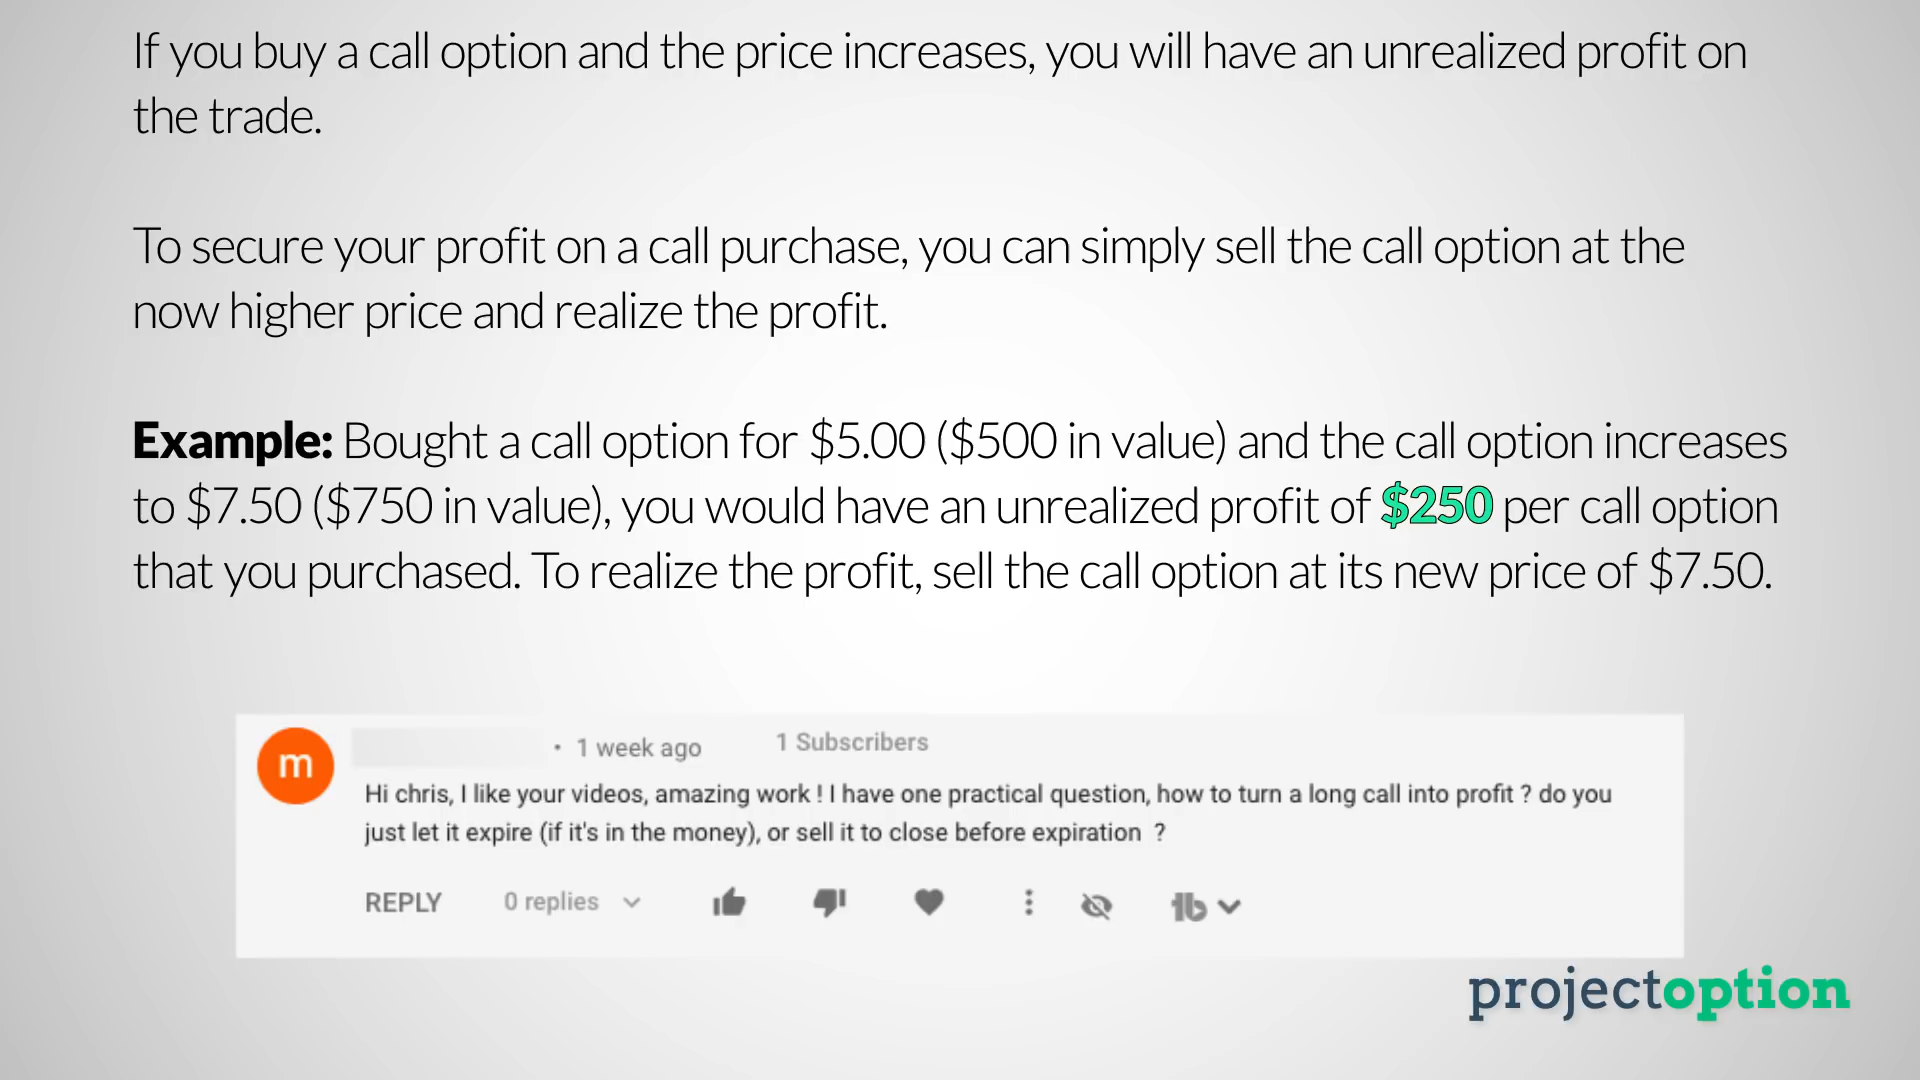 If you buy a call option and the price increases, you will have an unrealized profit on
the trade.
To secure your profit on a call purchase, you can simply sell the call option at the
now higher price and realize the profit.
Example: Bought a call option for $5.00 ($500 in value) and the call option increases
to $7.50 ($750 in value), you would have an unrealized profit of $250 per call option
that you purchased. To realize the profit, sell the call option at its new price of $7.50.
m
• 1 week ago 1 Subscribers
Hi chris, I like your videos, amazing work ! I have one practical question, how to turn a long call into profit ? do you
just let it expire (if it's in the money), or sell it to close before expiration ?
REPLY 0 replies
projectoption